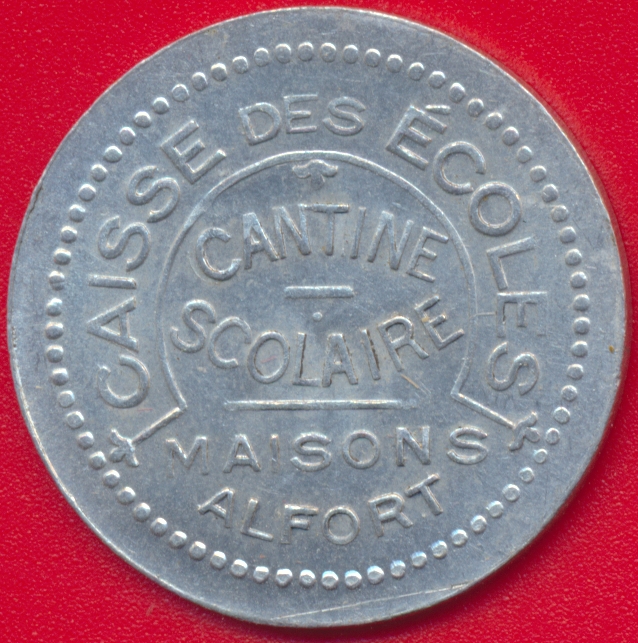 CAISSE DES ÉCOLES
CANTINE
SCOLAIRE
MAISONS
ALFORT